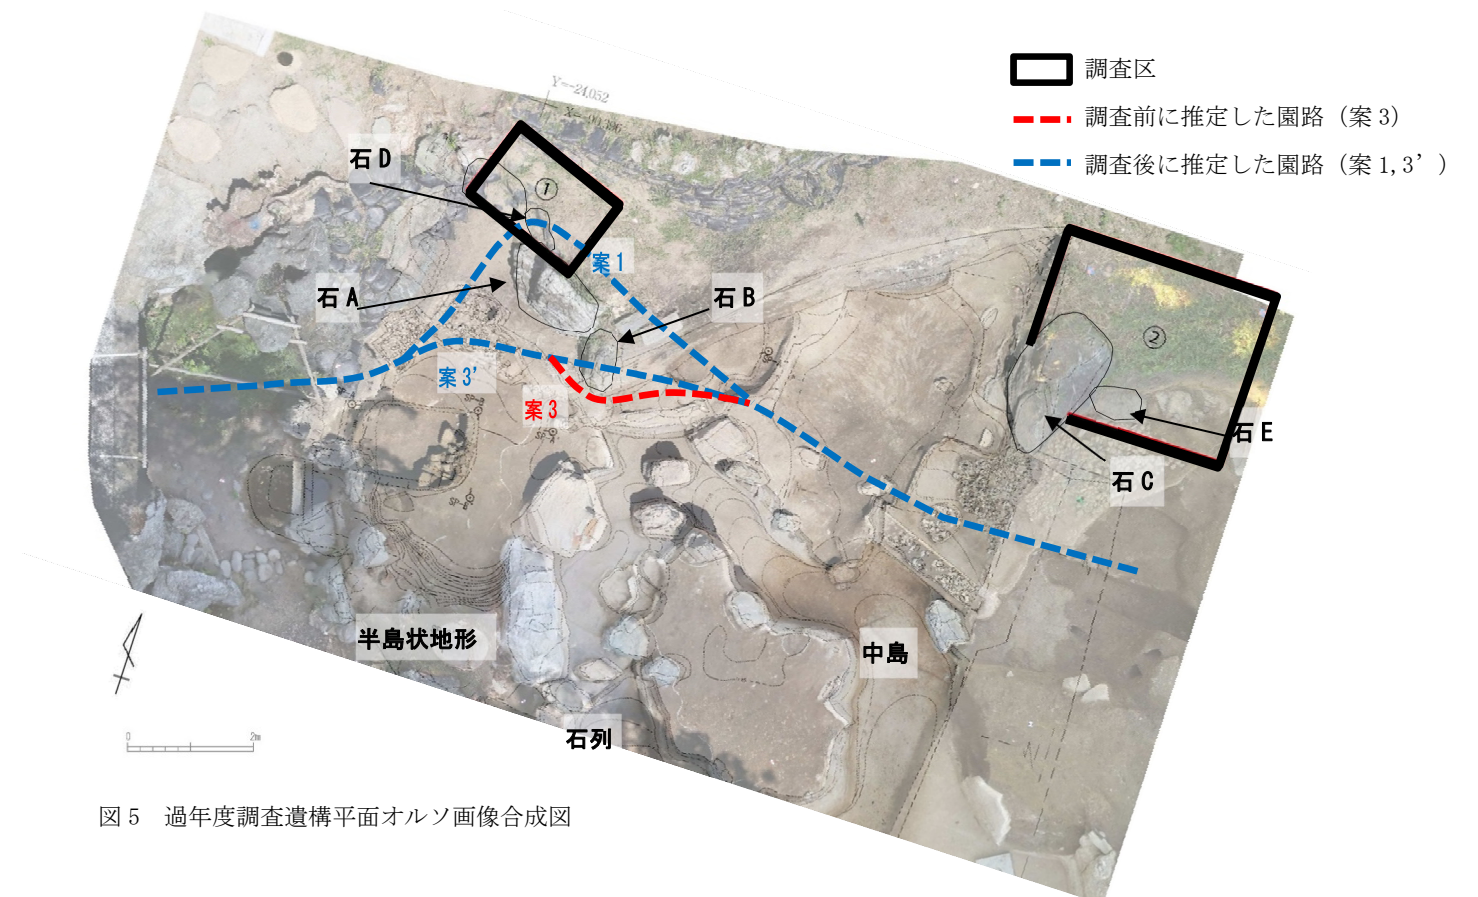 調査区
調査前に推定した園路（案3）
調査後に推定した園路（案1,3’）
Y=-24,052
石D
①
案1
石A
石B
②
案3’
案3
石E
石C
半島状地形
中島
石列
0 2m
図5　過年度調査遺構平面オルソ画像合成図